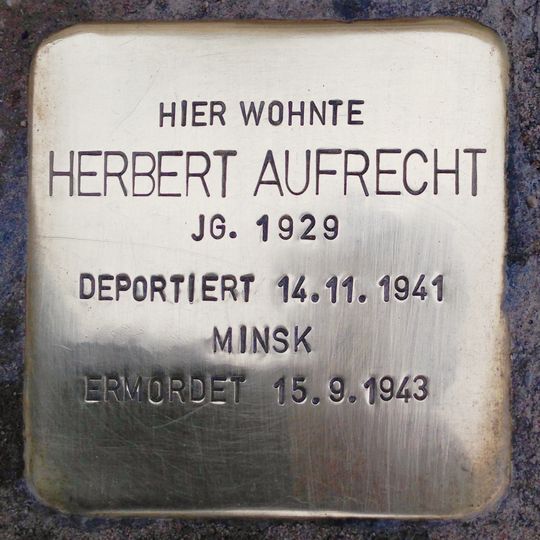 HIER WOHNTE
HERBERT AUFRECHT
JG. 1929
DEPORTIERT 14.11.1941
MINSK
ERMORDET 15.9.1943